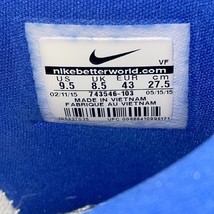 VF
nikebetterworld.com
US UK EUR cm
9.5 8.5 43 27.5
02/11/15 743546-103 05/15/15
MADE IN VIETNAM
FABRIQUE AU VIETNAM